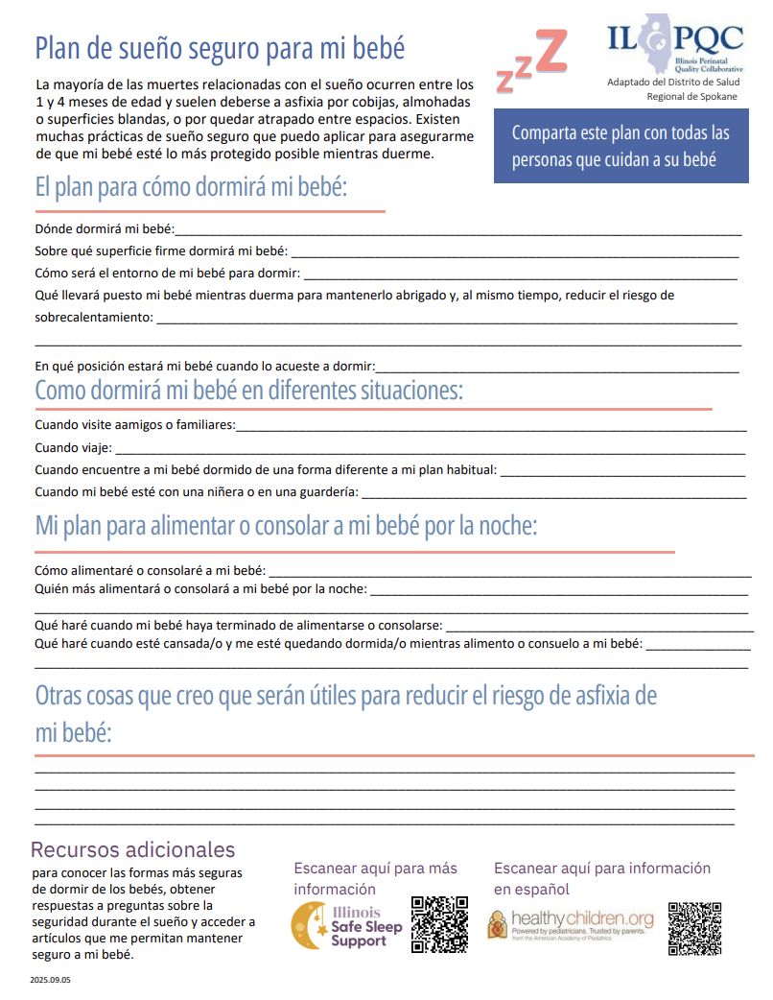 Plan de sueño seguro para mi bebé
La mayoría de las muertes relacionadas con el sueño ocurren entre los
1 y 4 meses de edad y suelen deberse a asfixia por cobijas, almohadas
o superficies blandas, o por quedar atrapado entre espacios. Existen
muchas prácticas de sueño seguro que puedo aplicar para asegurarme
de que mi bebé esté lo más protegido posible mientras duerme.
zzZ
ILPQC
Illinois Perinatal
Quality Collaborative
Adaptado del Distrito de Salud
Regional de Spokane
Comparta este plan con todas las
personas que cuidan a su bebé
El plan para cómo dormirá mi bebé:
Dónde dormirá mi bebé:
Sobre qué superficie firme dormirá mi bebé:
Cómo será el entorno de mi bebé para dormir:
Qué llevará puesto mi bebé mientras duerma para mantenerlo abrigado y, al mismo tiempo, reducir el riesgo de
sobrecalentamiento:
En qué posición estará mi bebé cuando lo acueste a dormir:
Como dormirá mi bebé en diferentes situaciones:
Cuando visite aamigos o familiares:
Cuando viaje:
Cuando encuentre a mi bebé dormido de una forma diferente a mi plan habitual:
Cuando mi bebé esté con una niñera o en una guardería:
Mi plan para alimentar o consolar a mi bebé por la noche:
Cómo alimentaré o consolaré a mi bebé:
Quién más alimentará o consolará a mi bebé por la noche:
Qué haré cuando mi bebé haya terminado de alimentarse o consolarse:
Qué haré cuando esté cansada/o y me esté quedando dormida/o mientras alimento o consuelo a mi bebé:
Otras cosas que creo que serán útiles para reducir el riesgo de asfixia de
mi bebé:
Recursos adicionales
para conocer las formas más seguras
de dormir de los bebés, obtener
respuestas a preguntas sobre la
seguridad durante el sueño y acceder a
artículos que me permitan mantener
seguro a mi bebé.
Escanear aquí para más
información
Illinois
Safe Sleep
Support
Escanear aquí para información
en español
healthychildren.org
Powered by pediatricians. Trusted by parents.
from the American Academy of Pediatrics
2025.09.05